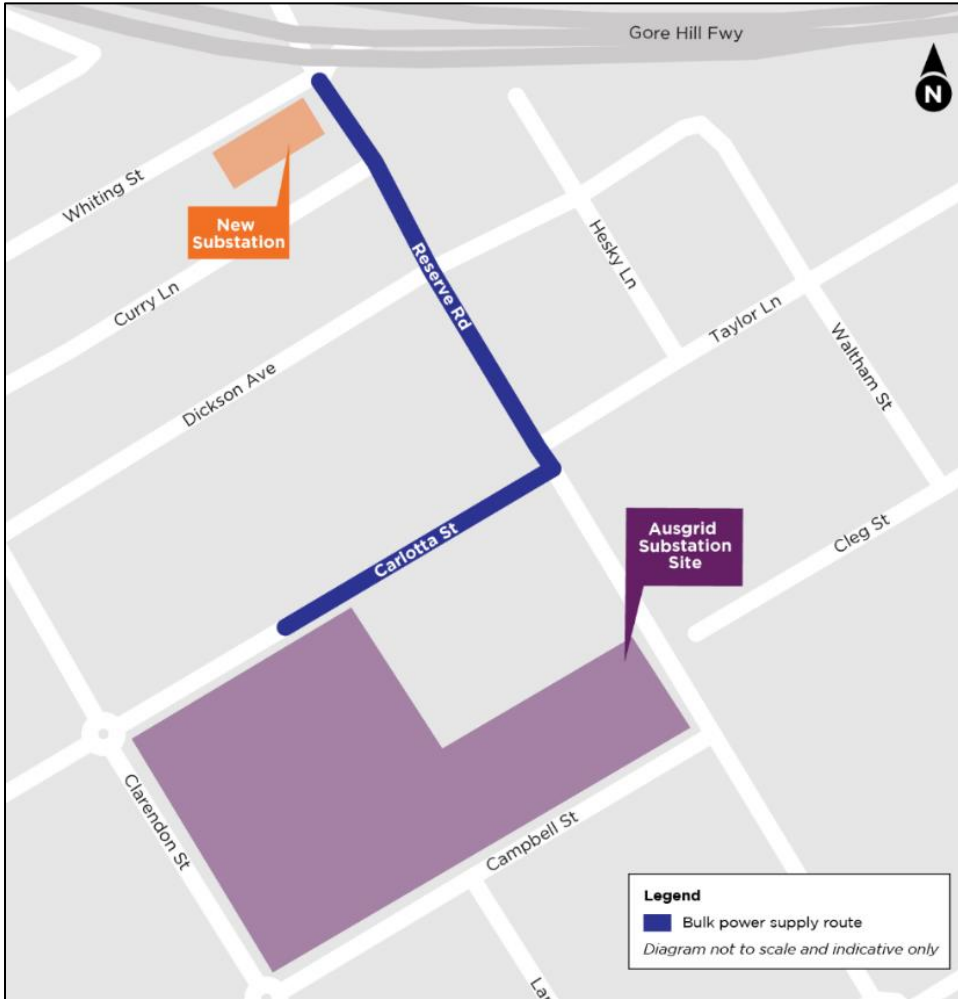 Gore Hill Fwy
N
Whiting St
New
Substation
Curry Ln
Reserve Rd
Hesky Ln
Taylor Ln
Waltham St
Dickson Ave
Carlotta St
Ausgrid
Substation
Site
Cleg St
Clarendon St
Campbell St
Legend
Bulk power supply route
Diagram not to scale and indicative only